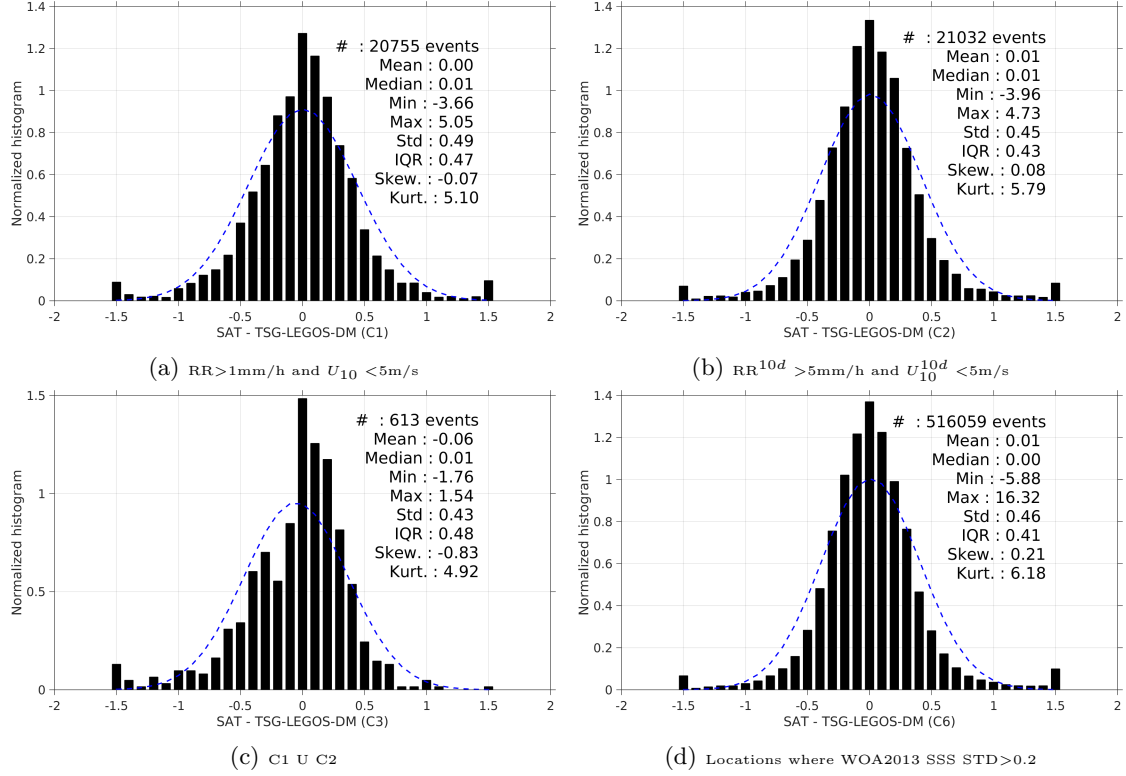 1.4
1.2
1
0.8
0.6
0.4
0.2
0
Normalized histogram
# : 20755 events
Mean : 0.00
Median : 0.01
Min : -3.66
Max : 5.05
Std : 0.49
IQR : 0.47
Skew. : -0.07
Kurt. : 5.10
-2 -1.5 -1 -0.5 0 0.5 1 1.5 2
SAT - TSG-LEGOS-DM (C1)
(a) RR>1mm/h and U10 <5m/s
1.4
1.2
1
0.8
0.6
0.4
0.2
0
Normalized histogram
# : 21032 events
Mean : 0.01
Median : 0.01
Min : -3.96
Max : 4.73
Std : 0.45
IQR : 0.43
Skew. : 0.08
Kurt. : 5.79
-2 -1.5 -1 -0.5 0 0.5 1 1.5 2
SAT - TSG-LEGOS-DM (C2)
(b) RR10d >5mm/h and U10 10d <5m/s
1.5
1
0.5
0
Normalized histogram
# : 613 events
Mean : -0.06
Median : 0.01
Min : -1.76
Max : 1.54
Std : 0.43
IQR : 0.48
Skew. : -0.83
Kurt. : 4.92
-2 -1.5 -1 -0.5 0 0.5 1 1.5 2
SAT - TSG-LEGOS-DM (C3)
(c) C1 U C2
1.4
1.2
1
0.8
0.6
0.4
0.2
0
Normalized histogram
# : 516059 events
Mean : 0.01
Median : 0.00
Min : -5.88
Max : 16.32
Std : 0.46
IQR : 0.41
Skew. : 0.21
Kurt. : 6.18
-2 -1.5 -1 -0.5 0 0.5 1 1.5 2
SAT - TSG-LEGOS-DM (C6)
(d) Locations where WOA2013 SSS STD>0.2